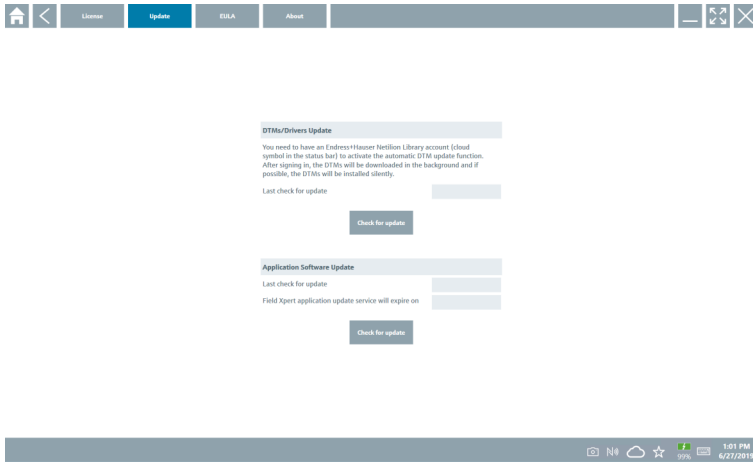 License Update EULA About
DTMs/Drivers Update
You need to have an Endress+Hauser Netilion Library account (cloud
symbol in the status bar) to activate the automatic DTM update function.
After signing in, the DTMs will be downloaded in the background and if
possible, the DTMs will be installed silently.
Last check for update
Check for update
Application Software Update
Last check for update
Field Xpert application update service will expire on
Check for update
99%
1:01 PM